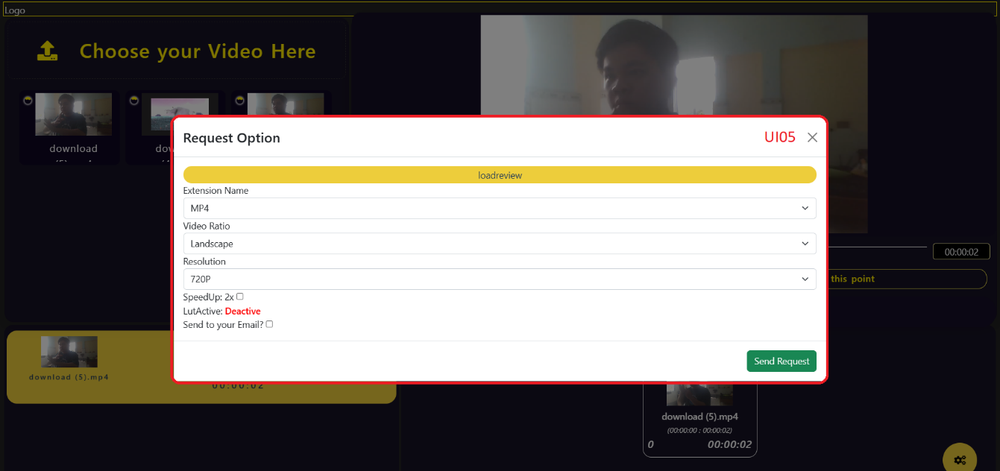 Logo
Choose your Video Here
download
Request Option
UI05
loadreview
Extension Name
MP4
Video Ratio
Landscape
Resolution
720P
00:00:02
this point
SpeedUp: 2x
LutActive: Deactive
Send to your Email?
Send Request
download (5).mp4
00:00:02
download (5).mp4
(00:00:00 : 00:00:02)
0 00:00:02